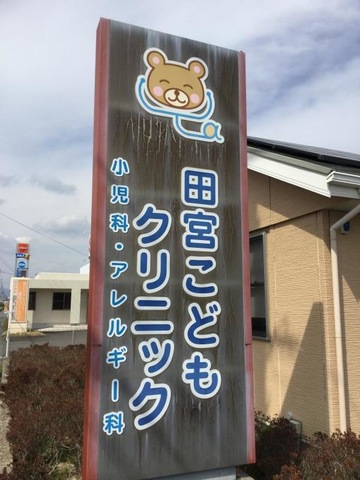 田宮こども
クリニック
小児科・アレルギー科